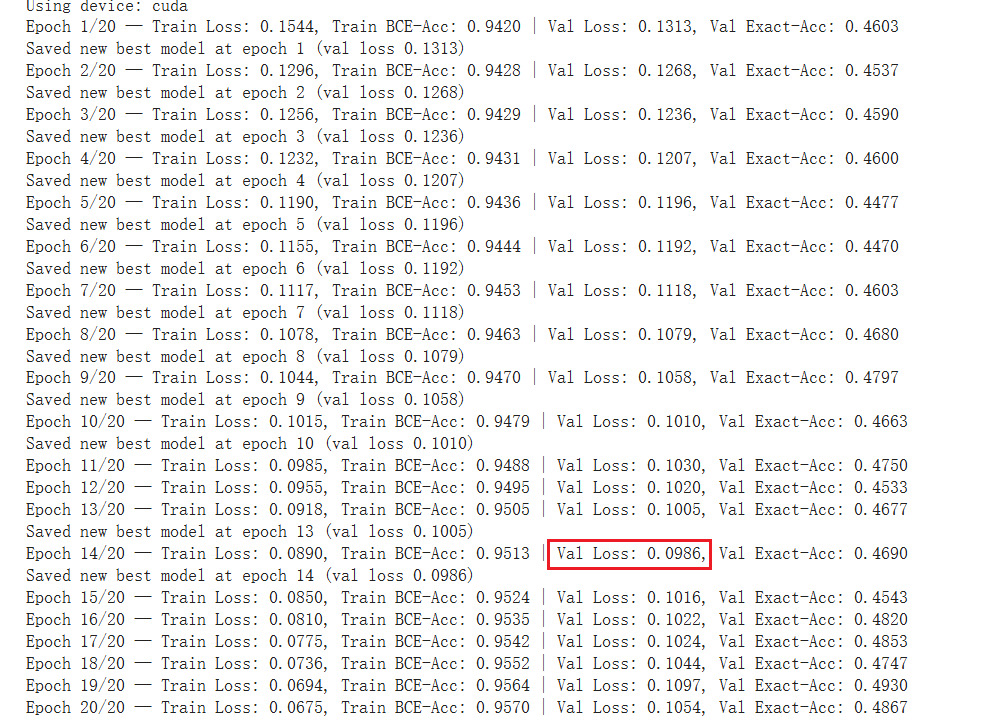 Using device: cuda
Epoch 1/20 — Train Loss: 0.1544, Train BCE-Acc: 0.9420 | Val Loss: 0.1313, Val Exact-Acc: 0.4603
Saved new best model at epoch 1 (val loss 0.1313)
Epoch 2/20 — Train Loss: 0.1296, Train BCE-Acc: 0.9428 | Val Loss: 0.1268, Val Exact-Acc: 0.4537
Saved new best model at epoch 2 (val loss 0.1268)
Epoch 3/20 — Train Loss: 0.1256, Train BCE-Acc: 0.9429 | Val Loss: 0.1236, Val Exact-Acc: 0.4590
Saved new best model at epoch 3 (val loss 0.1236)
Epoch 4/20 — Train Loss: 0.1232, Train BCE-Acc: 0.9431 | Val Loss: 0.1207, Val Exact-Acc: 0.4600
Saved new best model at epoch 4 (val loss 0.1207)
Epoch 5/20 — Train Loss: 0.1190, Train BCE-Acc: 0.9436 | Val Loss: 0.1196, Val Exact-Acc: 0.4477
Saved new best model at epoch 5 (val loss 0.1196)
Epoch 6/20 — Train Loss: 0.1155, Train BCE-Acc: 0.9444 | Val Loss: 0.1192, Val Exact-Acc: 0.4470
Saved new best model at epoch 6 (val loss 0.1192)
Epoch 7/20 — Train Loss: 0.1117, Train BCE-Acc: 0.9453 | Val Loss: 0.1118, Val Exact-Acc: 0.4603
Saved new best model at epoch 7 (val loss 0.1118)
Epoch 8/20 — Train Loss: 0.1078, Train BCE-Acc: 0.9463 | Val Loss: 0.1079, Val Exact-Acc: 0.4680
Saved new best model at epoch 8 (val loss 0.1079)
Epoch 9/20 — Train Loss: 0.1044, Train BCE-Acc: 0.9470 | Val Loss: 0.1058, Val Exact-Acc: 0.4797
Saved new best model at epoch 9 (val loss 0.1058)
Epoch 10/20 — Train Loss: 0.1015, Train BCE-Acc: 0.9479 | Val Loss: 0.1010, Val Exact-Acc: 0.4663
Saved new best model at epoch 10 (val loss 0.1010)
Epoch 11/20 — Train Loss: 0.0985, Train BCE-Acc: 0.9488 | Val Loss: 0.1030, Val Exact-Acc: 0.4750
Epoch 12/20 — Train Loss: 0.0955, Train BCE-Acc: 0.9495 | Val Loss: 0.1020, Val Exact-Acc: 0.4533
Epoch 13/20 — Train Loss: 0.0918, Train BCE-Acc: 0.9505 | Val Loss: 0.1005, Val Exact-Acc: 0.4677
Saved new best model at epoch 13 (val loss 0.1005)
Epoch 14/20 — Train Loss: 0.0890, Train BCE-Acc: 0.9513 | Val Loss: 0.0986, Val Exact-Acc: 0.4690
Saved new best model at epoch 14 (val loss 0.0986)
Epoch 15/20 — Train Loss: 0.0850, Train BCE-Acc: 0.9524 | Val Loss: 0.1016, Val Exact-Acc: 0.4543
Epoch 16/20 — Train Loss: 0.0810, Train BCE-Acc: 0.9535 | Val Loss: 0.1022, Val Exact-Acc: 0.4820
Epoch 17/20 — Train Loss: 0.0775, Train BCE-Acc: 0.9542 | Val Loss: 0.1024, Val Exact-Acc: 0.4853
Epoch 18/20 — Train Loss: 0.0736, Train BCE-Acc: 0.9552 | Val Loss: 0.1044, Val Exact-Acc: 0.4747
Epoch 19/20 — Train Loss: 0.0694, Train BCE-Acc: 0.9564 | Val Loss: 0.1097, Val Exact-Acc: 0.4930
Epoch 20/20 — Train Loss: 0.0675, Train BCE-Acc: 0.9570 | Val Loss: 0.1054, Val Exact-Acc: 0.4867